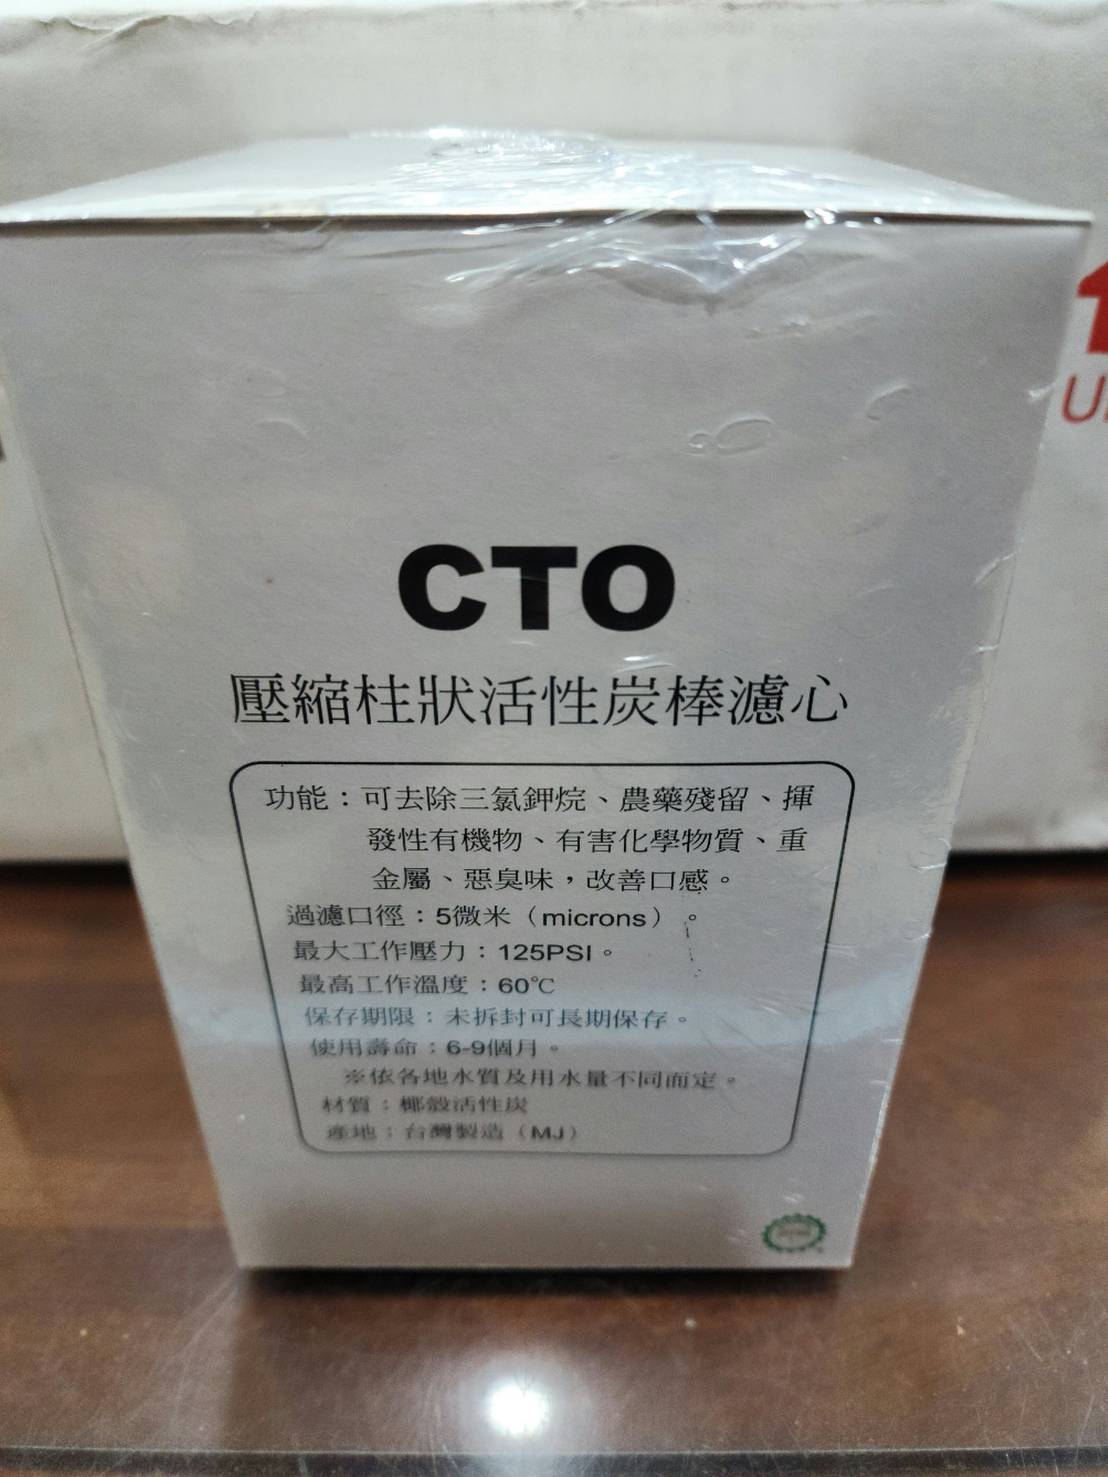 CTO
壓縮柱狀活性炭棒濾心
功能：可去除三氯鉀烷、農藥殘留、揮
發性有機物、有害化學物質、重
金屬、惡臭味，改善口感。
過濾口徑：5微米（microns）。
最大工作壓力：125PSI。
最高工作溫度：60℃
保存期限：未拆封可長期保存。
使用壽命：6-9個月。
※依各地水質及用水量不同而定。
材質：椰殼活性炭
產地：台灣製造（MJ）